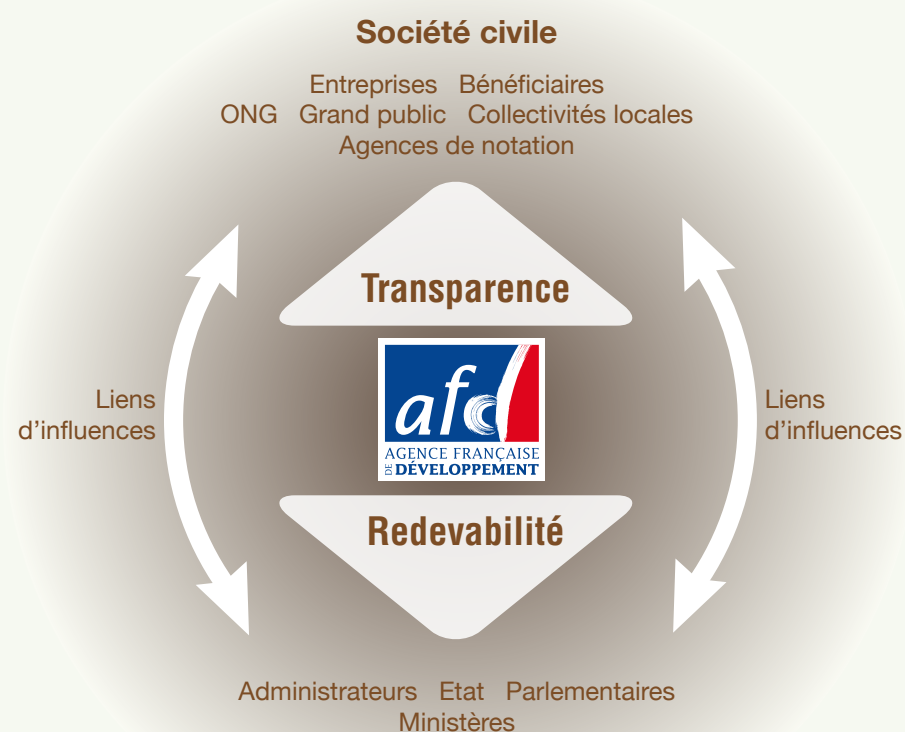 Société civile
Entreprises Bénéficiaires
ONG Grand public Collectivités locales
Agences de notation
Transparence
Liens
d’influences
afd
AGENCE FRANÇAISE
DE DÉVELOPPEMENT
Liens
d’influences
Redevabilité
Administrateurs Etat Parlementaires
Ministères